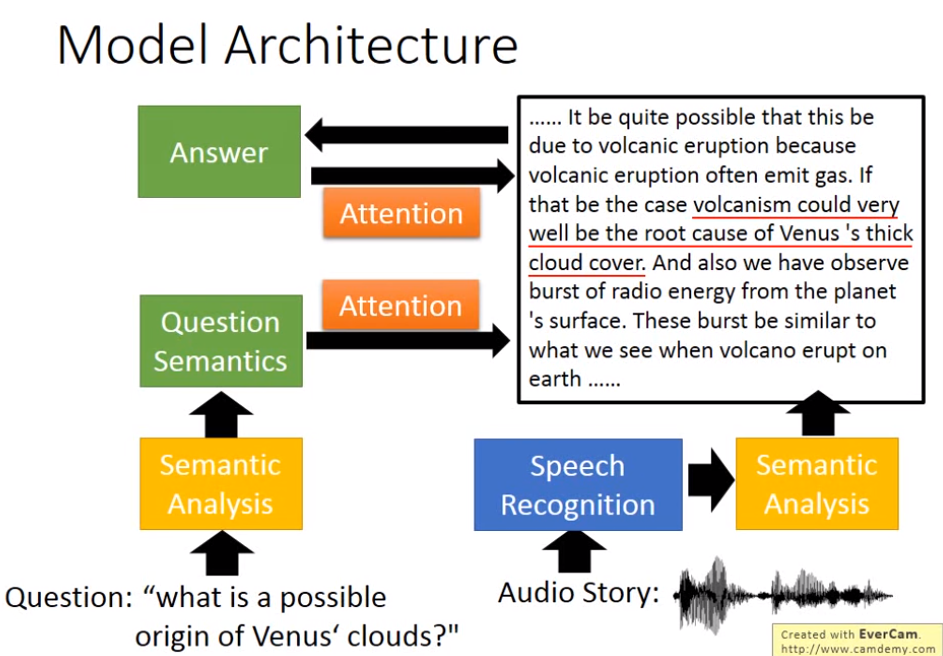 Model Architecture
Answer
Attention
Attention
Question
Semantics
Semantic
Analysis
Question: “what is a possible
origin of Venus‘ clouds?"
...... It be quite possible that this be
due to volcanic eruption because
volcanic eruption often emit gas. If
that be the case volcanism could very
well be the root cause of Venus 's thick
cloud cover. And also we have observe
burst of radio energy from the planet
's surface. These burst be similar to
what we see when volcano erupt on
earth ......
Speech
Recognition
Semantic
Analysis
Audio Story:
Created with EverCam.
http://www.camdemy.com